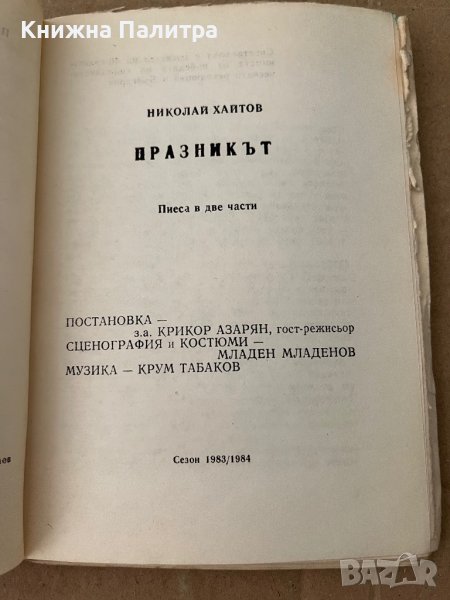 Книжна Палитра
НИКОЛАЙ ХАЙТОВ
ПРАЗНИКЪТ
Пиеса в две части
ПОСТАНОВКА —
з.а. КРИКОР АЗАРЯН, гост-режисьор
СЦЕНОГРАФИЯ и КОСТЮМИ —
МЛАДЕН МЛАДЕНОВ
МУЗИКА — КРУМ ТАБАКОВ
Сезон 1983/1984
BAZAR